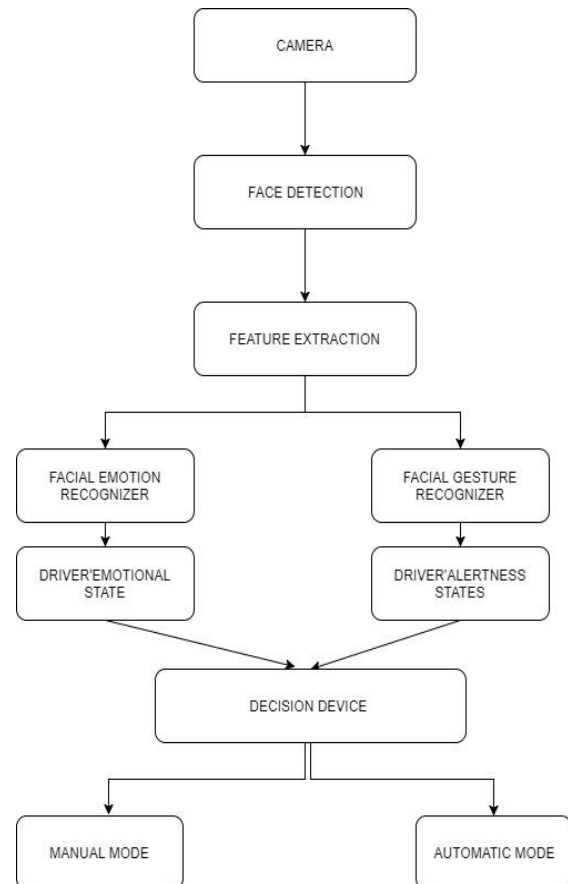 CAMERA
FACE DETECTION
FEATURE EXTRACTION
FACIAL EMOTION
RECOGNIZER
FACIAL GESTURE
RECOGNIZER
DRIVER'EMOTIONAL
STATE
DRIVER'ALERTNESS
STATES
DECISION DEVICE
MANUAL MODE
AUTOMATIC MODE